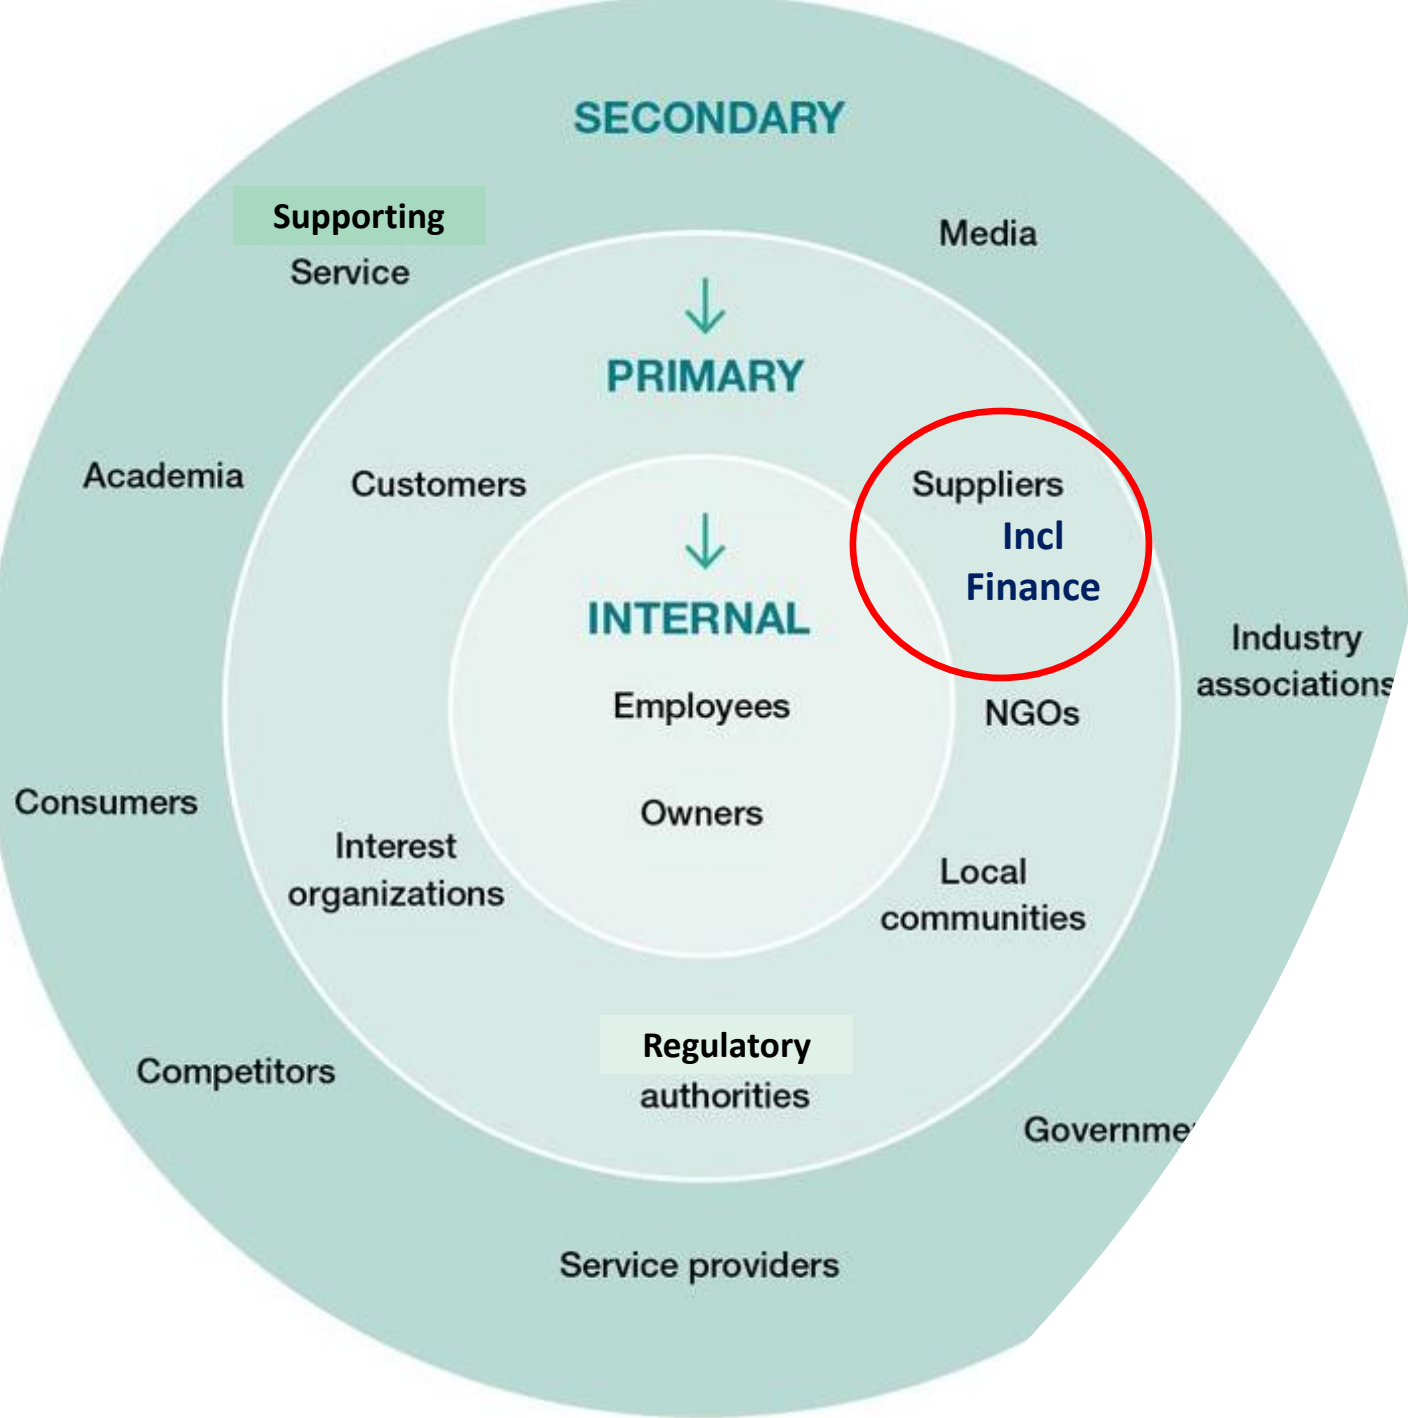 SECONDARY
Supporting
Service
Media
PRIMARY
Academia
Customers
Suppliers
Incl
Finance
INTERNAL
Employees
Owners
NGOs
Industry
associations
Consumers
Interest
organizations
Local
communities
Regulatory
authorities
Competitors
Service providers